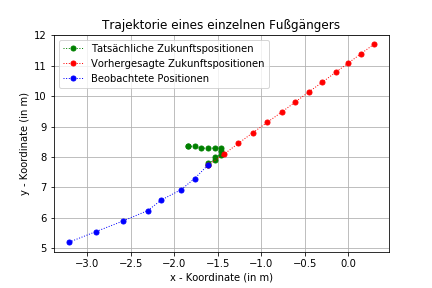 Trajektorie eines einzelnen Fußgängers
Tatsächliche Zukunftspositionen
Vorhergesagte Zukunftspositionen
Beobachtete Positionen
y - Koordinate (in m)
12
11
10
9
8
7
6
5
−3.0 −2.5 −2.0 −1.5 −1.0 −0.5 0.0
x - Koordinate (in m)